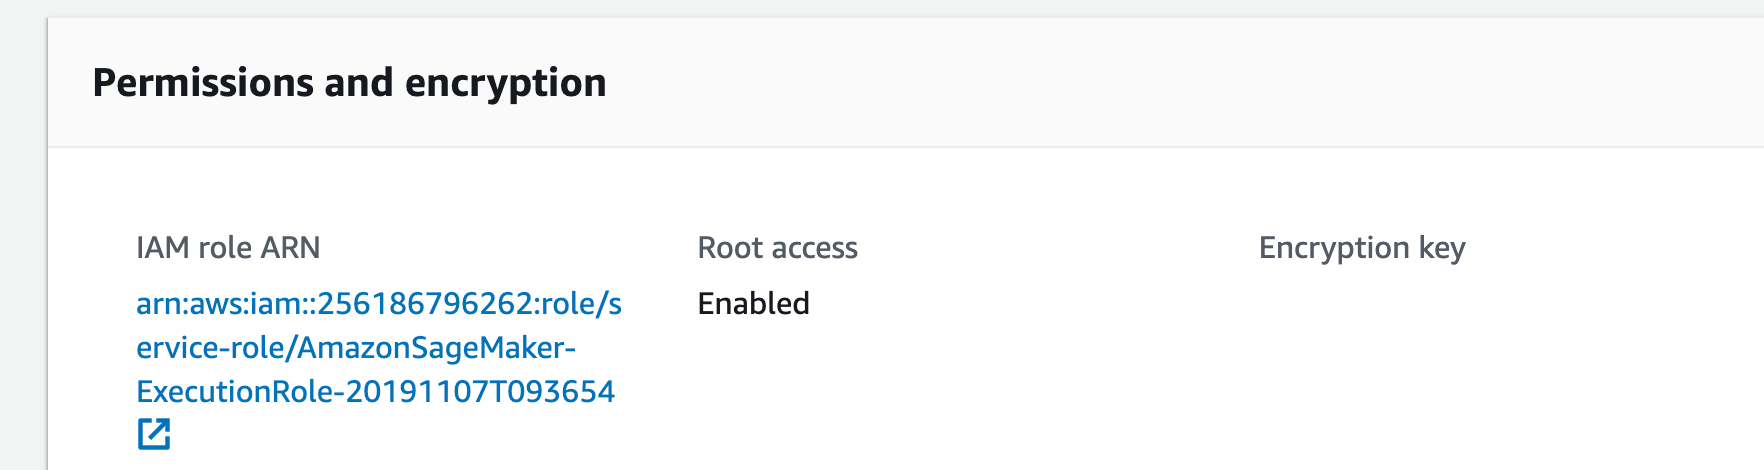 Permissions and encryption
IAM role ARN
arn:aws:iam::256186796262:role/s
ervice-role/AmazonSageMaker-
ExecutionRole-20191107T093654
Root access
Enabled
Encryption key